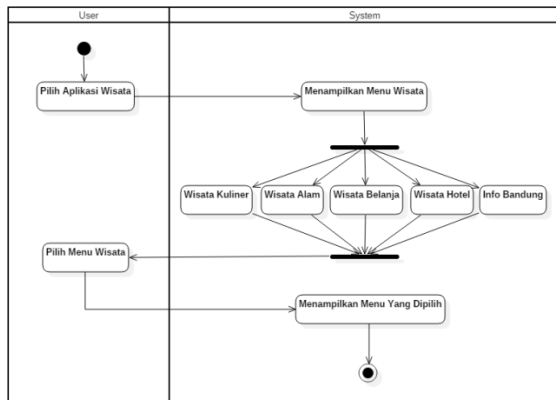 User
System
Pilih Aplikasi Wisata
Menampilkan Menu Wisata
Wisata Kuliner
Wisata Alam
Wisata Belanja
Wisata Hotel
Info Bandung
Pilih Menu Wisata
Menampilkan Menu Yang Dipilih